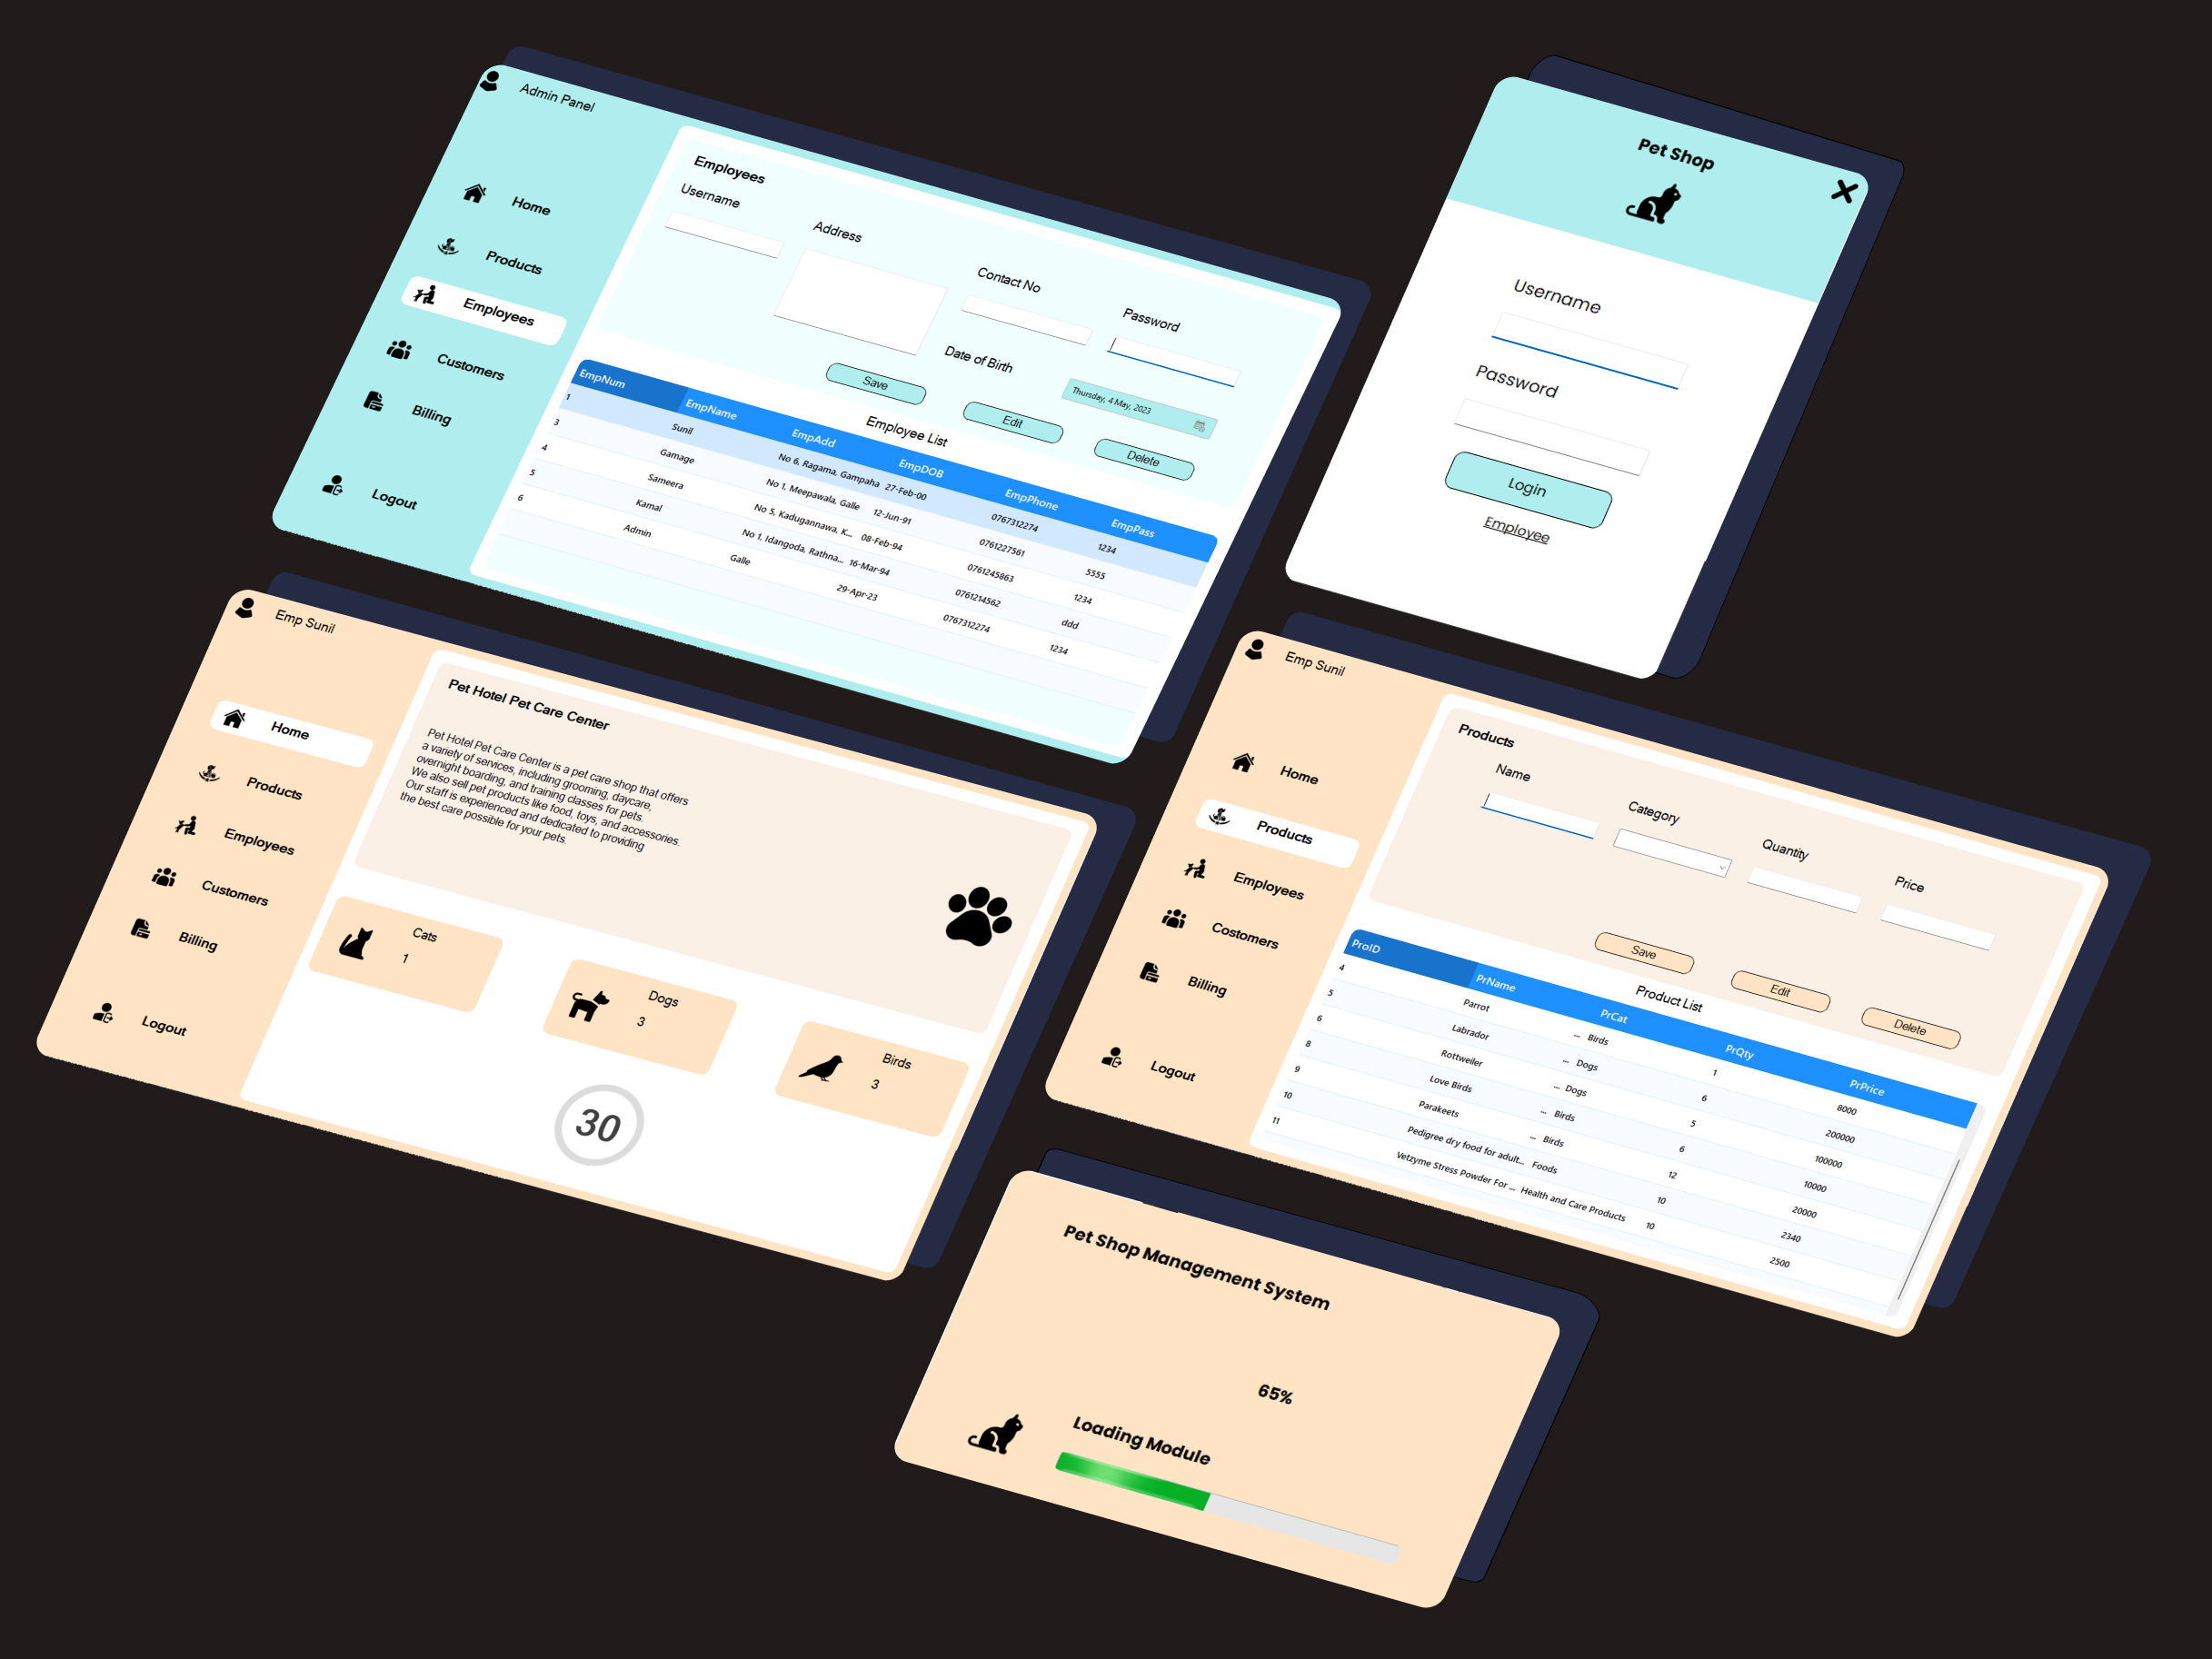 Admin Panel
Home
Products
Employees
Customers
Billing
Logout
Employees
Username
Address
Contact No
Password
Date of Birth
Thursday, 4 May, 2023
Save
Edit
Delete
Employee List
EmpNum EmpName EmpAdd EmpDOB EmpPhone EmpPass
1 Sunil No 6, Ragama, Gampaha 27-Feb-00 0767312274 1234
3 Gamage No 1, Meepawala, Galle 12-Jun-91 0761227561 5555
4 Sameera No 5, Kadugannawa, K... 08-Feb-94 0761245863 1234
5 Kamal No 1, Idangoda, Rathna... 16-Mar-94 0761214562 ddd
6 Admin Galle 29-Apr-23 0767312274 1234
Pet Shop
Username
Password
Login
Employee
Emp Sunil
Home
Products
Employees
Customers
Billing
Logout
Pet Hotel Pet Care Center
Pet Hotel Pet Care Center is a pet care shop that offers
a variety of services, including grooming, daycare,
overnight boarding, and training classes for pets.
We also sell pet products like food, toys, and accessories.
Our staff is experienced and dedicated to providing
the best care possible for your pets.
Cats
1
Dogs
3
Birds
3
30
Emp Sunil
Home
Products
Employees
Costomers
Billing
Logout
Products
Name
Category
Quantity
Price
Save
Edit
Delete
Product List
ProID PrName PrCat PrQty PrPrice
4 Parrot ... Birds 1 8000
5 Labrador ... Dogs 6 200000
6 Rottweiler ... Dogs 5 100000
8 Love Birds ... Birds 6 10000
9 Parakeets ... Birds 12 20000
10 Pedigree dry food for adult... Foods 10 2340
11 Vetzyme Stress Powder For ... Health and Care Products 10 2500
Pet Shop Management System
65%
Loading Module